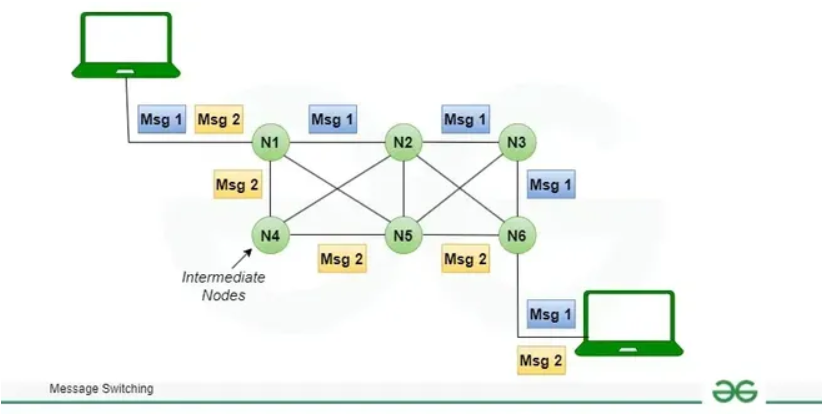 Msg 1 Msg 2 Msg 1 Msg 1
N1 N2 N3
Msg 2 Msg 1
N4 N5 N6
Msg 2 Msg 2
Intermediate
Nodes
Msg 1
Msg 2
Message Switching